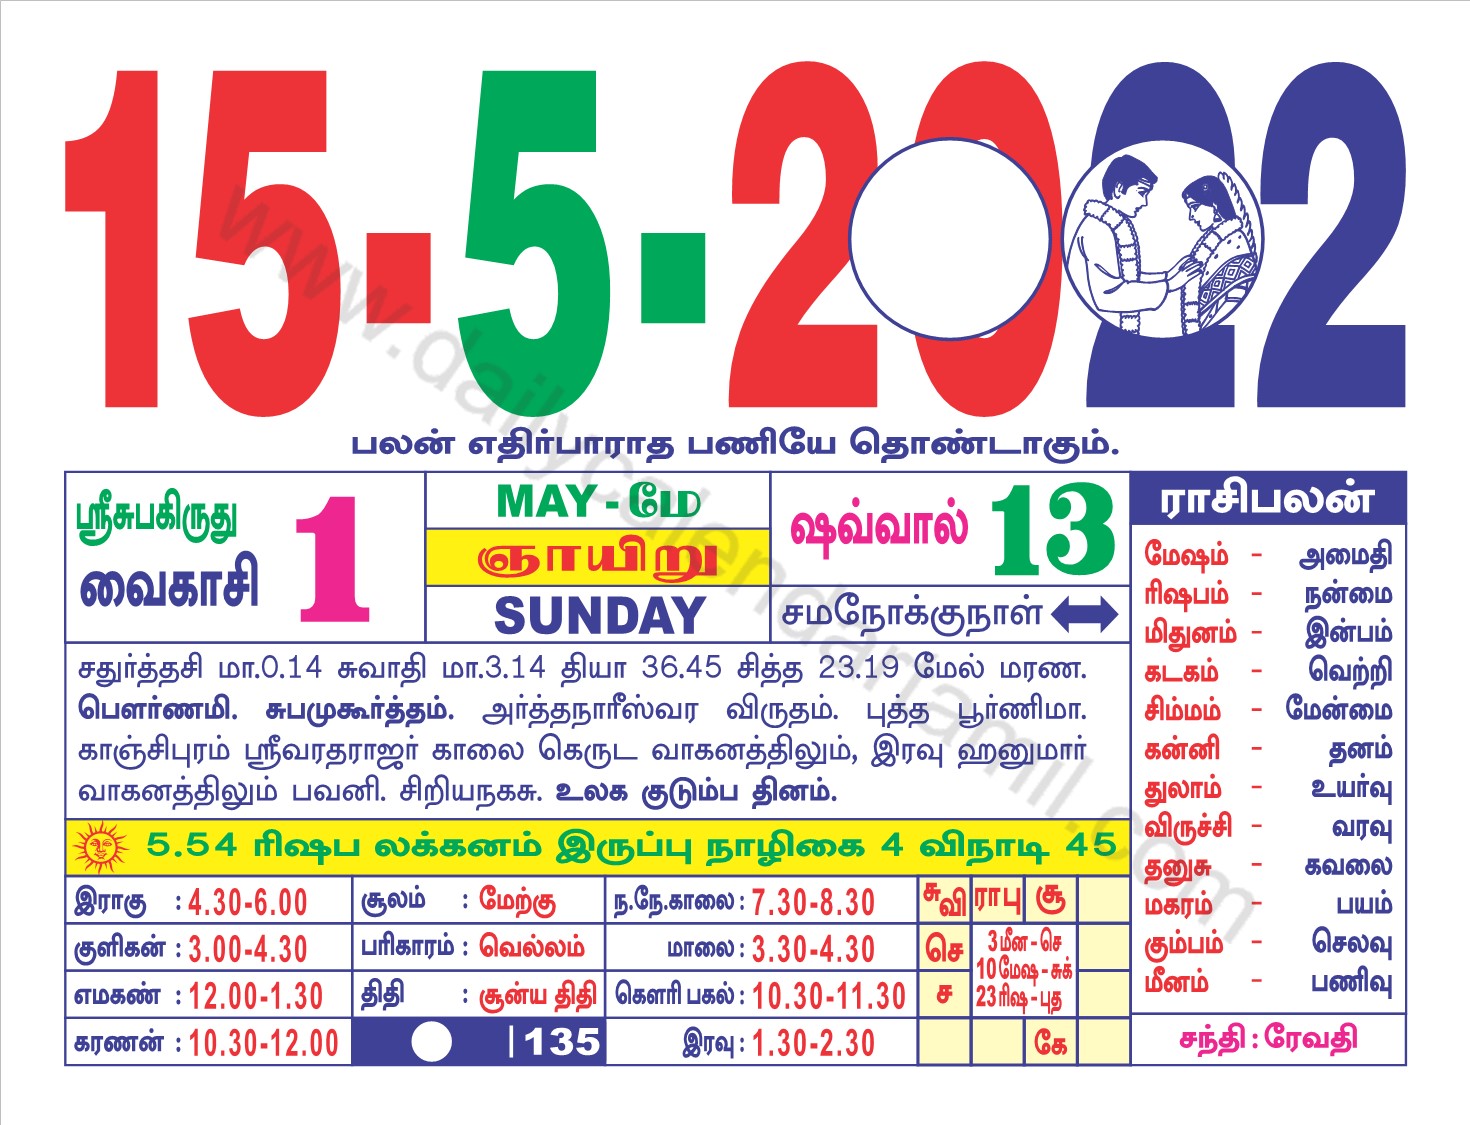 15-5-2022
பலன் எதிர்பாராத பணியே தொண்டாகும்.
ஸ்ரீசுபகிருது
வைகாசி 1
MAY - மே
ஞாயிறு
SUNDAY
ஷவ்வால் 13
சமநோக்குநாள்
சதுர்த்தசி மா.0.14 சுவாதி மா.3.14 தியா 36.45 சித்த 23.19 மேல் மரண.
பௌர்ணமி. சுபமுகூர்த்தம். அர்த்தநாரீஸ்வர விருதம். புத்த பூர்ணிமா.
காஞ்சிபுரம் ஸ்ரீவரதராஜர் காலை கெருட வாகனத்திலும், இரவு ஹனுமார்
வாகனத்திலும் பவனி. சிறியநகசு. உலக குடும்ப தினம்.
5.54 ரிஷப லக்கனம் இருப்பு நாழிகை 4 விநாடி 45
இராகு : 4.30-6.00
குளிகன் : 3.00-4.30
எமகண் : 12.00-1.30
கரணன் : 10.30-12.00
சூலம் : மேற்கு
பரிகாரம் : வெல்லம்
திதி : சூன்ய திதி
135
ந.நே.காலை : 7.30-8.30
மாலை : 3.30-4.30
கௌரி பகல் : 10.30-11.30
இரவு : 1.30-2.30
சு வி ராபு சூ
செ
ச
3 மீன - செ
10 மேஷ - சுக்
23 ரிஷ - புத
கே
ராசிபலன்
மேஷம் - அமைதி
ரிஷபம் - நன்மை
மிதுனம் - இன்பம்
கடகம் - வெற்றி
சிம்மம் - மேன்மை
கன்னி - தனம்
துலாம் - உயர்வு
விருச்சி - வரவு
தனுசு - கவலை
மகரம் - பயம்
கும்பம் - செலவு
மீனம் - பணிவு
சந்தி : ரேவதி
www.dailycalendartamil.com